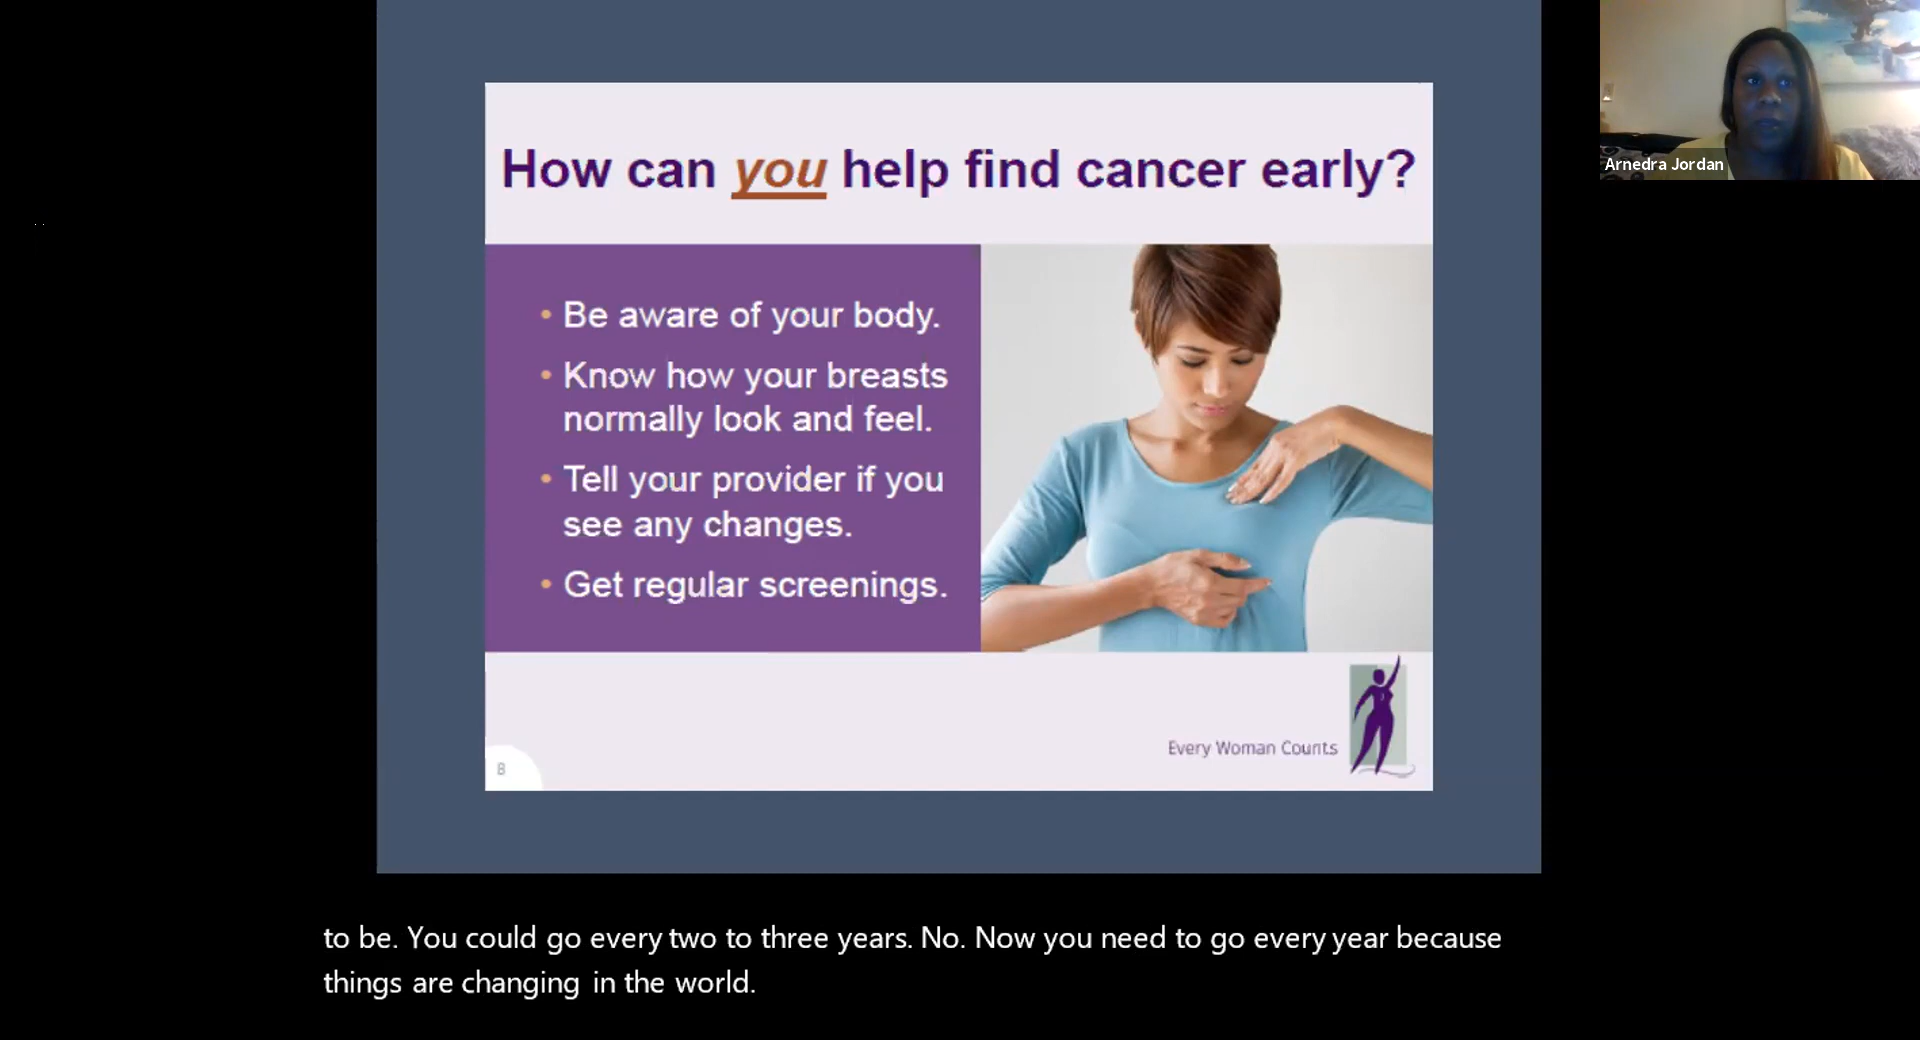 How can you help find cancer early?
• Be aware of your body.
• Know how your breasts
normally look and feel.
• Tell your provider if you
see any changes.
• Get regular screenings.
Every Woman Counts
8
Arnedra Jordan
to be. You could go every two to three years. No. Now you need to go every year because
things are changing in the world.